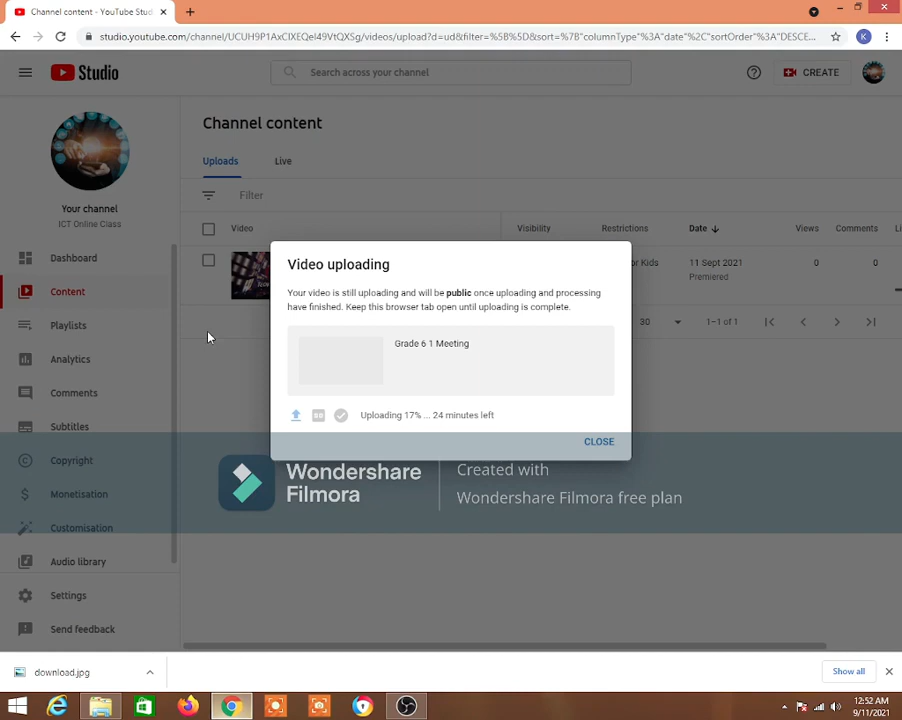 Channel content - YouTube Stud
studio.youtube.com/channel/UCUH9P1AxCIXEQel49VtQXSg/videos/upload?d=ud&filter=%5B%5D&sort=%7B"columnType"%3A"date"%2C"sortOrder"%3A"DESCE...
K
Studio
Search across your channel
CREATE
Channel content
Uploads
Live
Filter
Your channel
ICT Online Class
Video
Visibility
Restrictions
Date
Views
Comments
or Kids
11 Sept 2021
0
0
Premiered
30
1–1 of 1
Dashboard
Content
Playlists
Analytics
Comments
Subtitles
Copyright
Monetisation
Customisation
Audio library
Settings
Send feedback
Video uploading
Your video is still uploading and will be public once uploading and processing
have finished. Keep this browser tab open until uploading is complete.
Grade 6 1 Meeting
Uploading 17% ... 24 minutes left
CLOSE
Wondershare
Filmora
Created with
Wondershare Filmora free plan
download.jpg
Show all
12:52 AM
9/11/2021